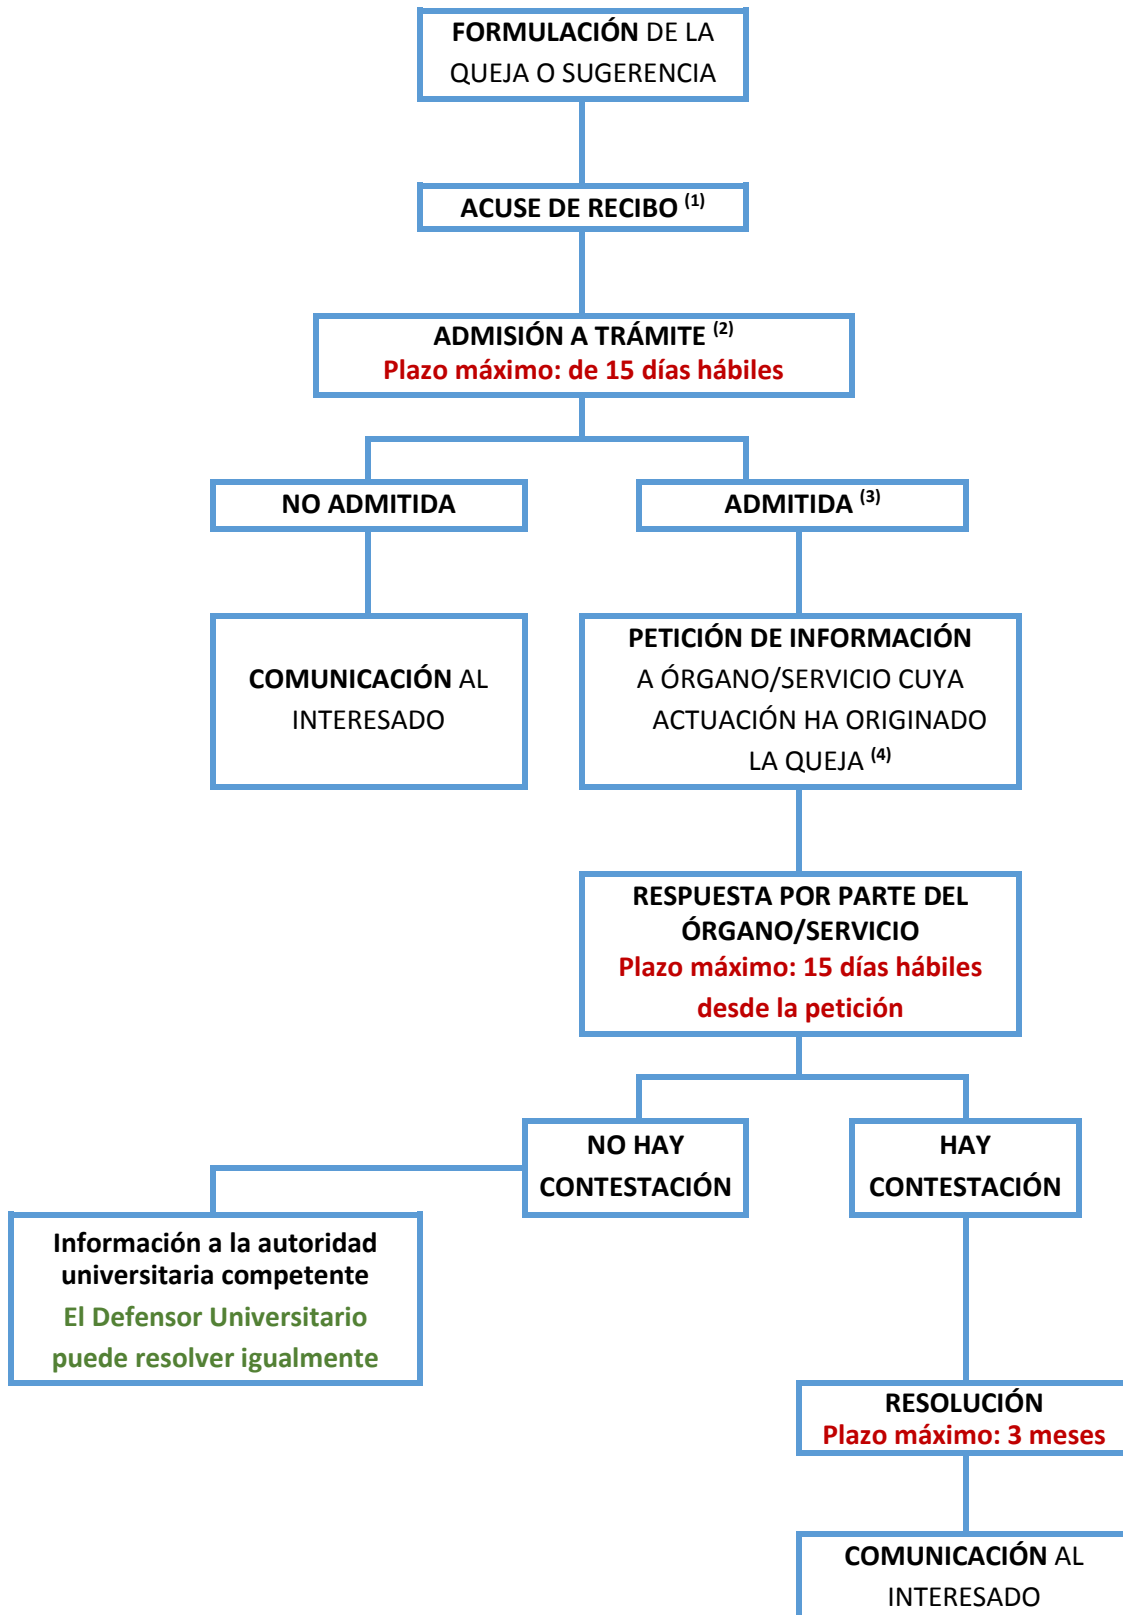 FORMULACIÓN DE LA
QUEJA O SUGERENCIA
ACUSE DE RECIBO (1)
ADMISIÓN A TRÁMITE (2)
Plazo máximo: de 15 días hábiles
NO ADMITIDA
ADMITIDA (3)
COMUNICACIÓN AL
INTERESADO
PETICIÓN DE INFORMACIÓN
A ÓRGANO/SERVICIO CUYA
ACTUACIÓN HA ORIGINADO
LA QUEJA (4)
RESPUESTA POR PARTE DEL
ÓRGANO/SERVICIO
Plazo máximo: 15 días hábiles
desde la petición
NO HAY
CONTESTACIÓN
HAY
CONTESTACIÓN
Información a la autoridad
universitaria competente
El Defensor Universitario
puede resolver igualmente
RESOLUCIÓN
Plazo máximo: 3 meses
COMUNICACIÓN AL
INTERESADO